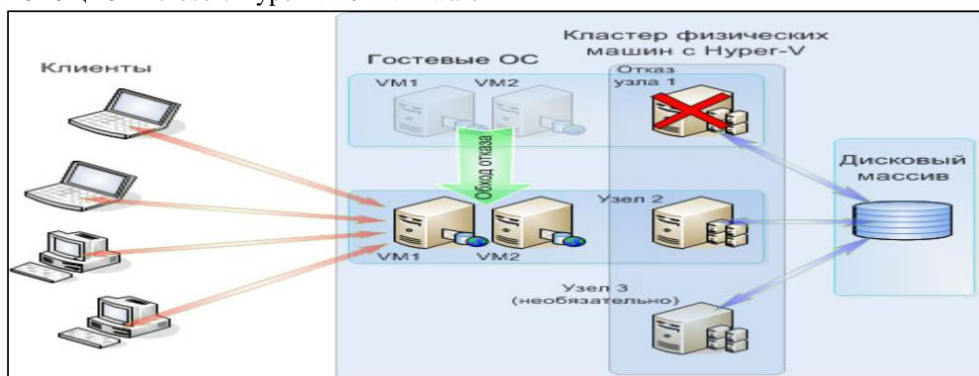 Клиенты
Гостевые ОС
Кластер физических
машин с Hyper-V
VM1
VM2
Отказ
узла 1
Обход отказа
Дисковый
массив
Узел 2
VM1
VM2
Узел 3
(необязательно)